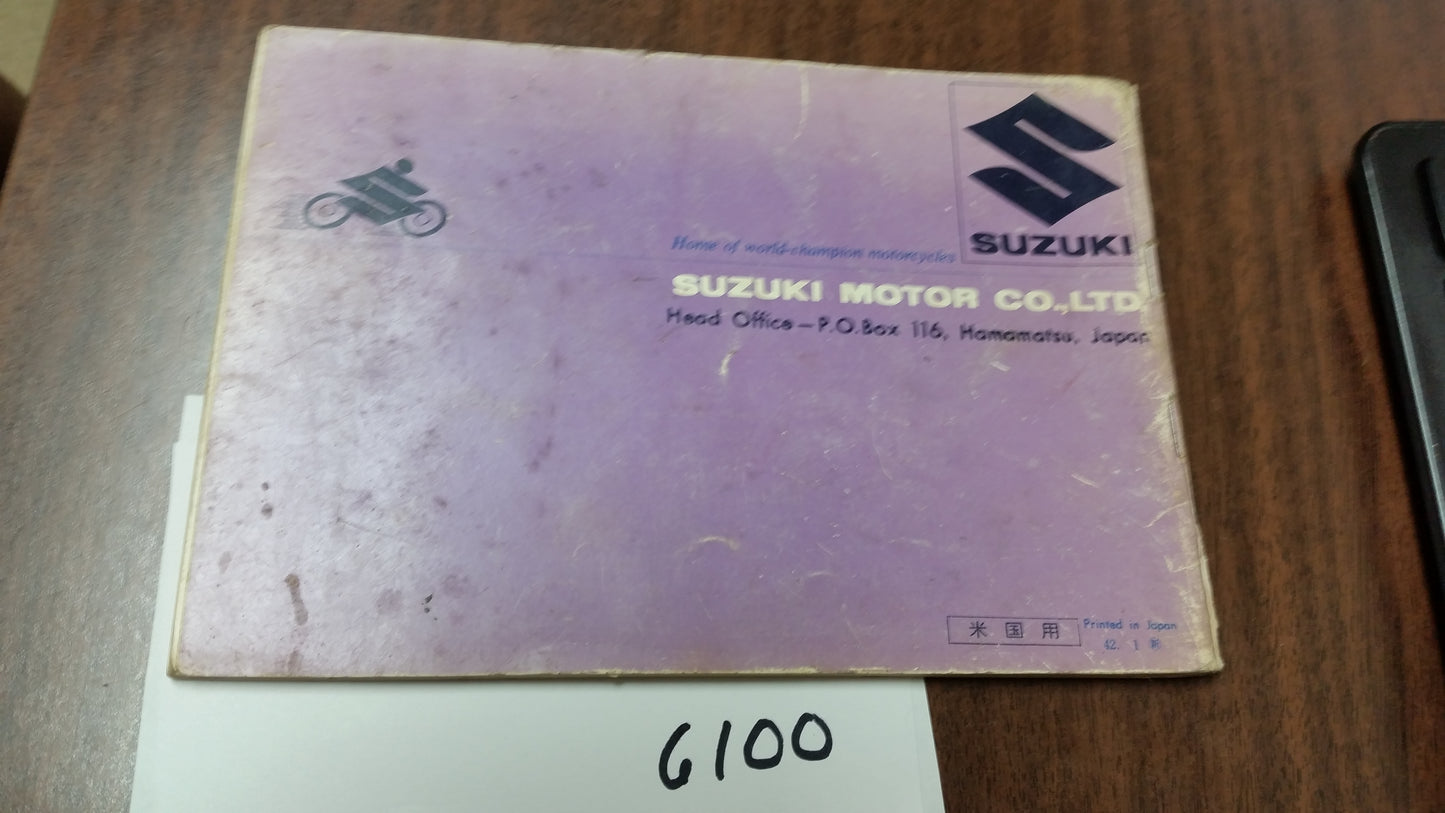 SUZUKI
Home of world-champion motorcycles
SUZUKI MOTOR CO.,LTD.
Head Office – P.O.Box 116, Hamamatsu, Japan
米国用
Printed in Japan
42. 1
6100